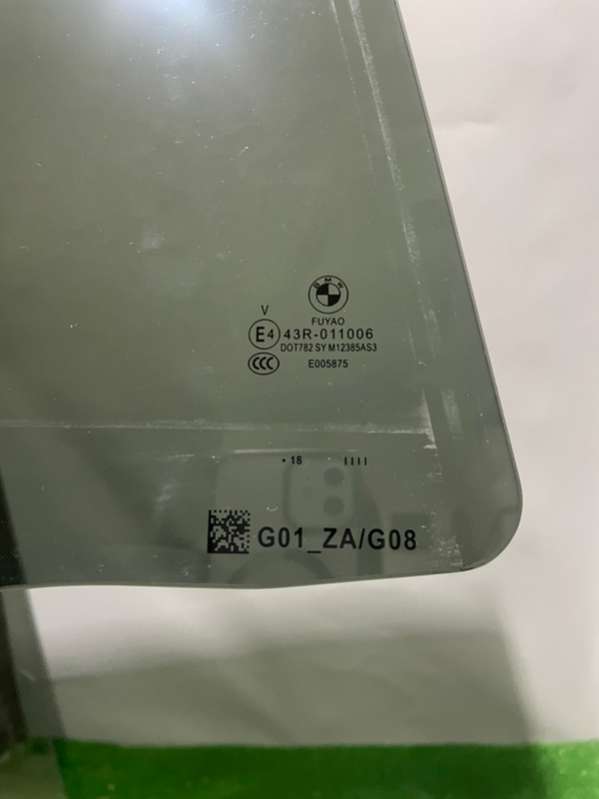 BMW
FUYAO
V
E4 43R-011006
DOT782 SY M12385AS3
CCC E005875
• 18 IIII
G01_ZA/G08